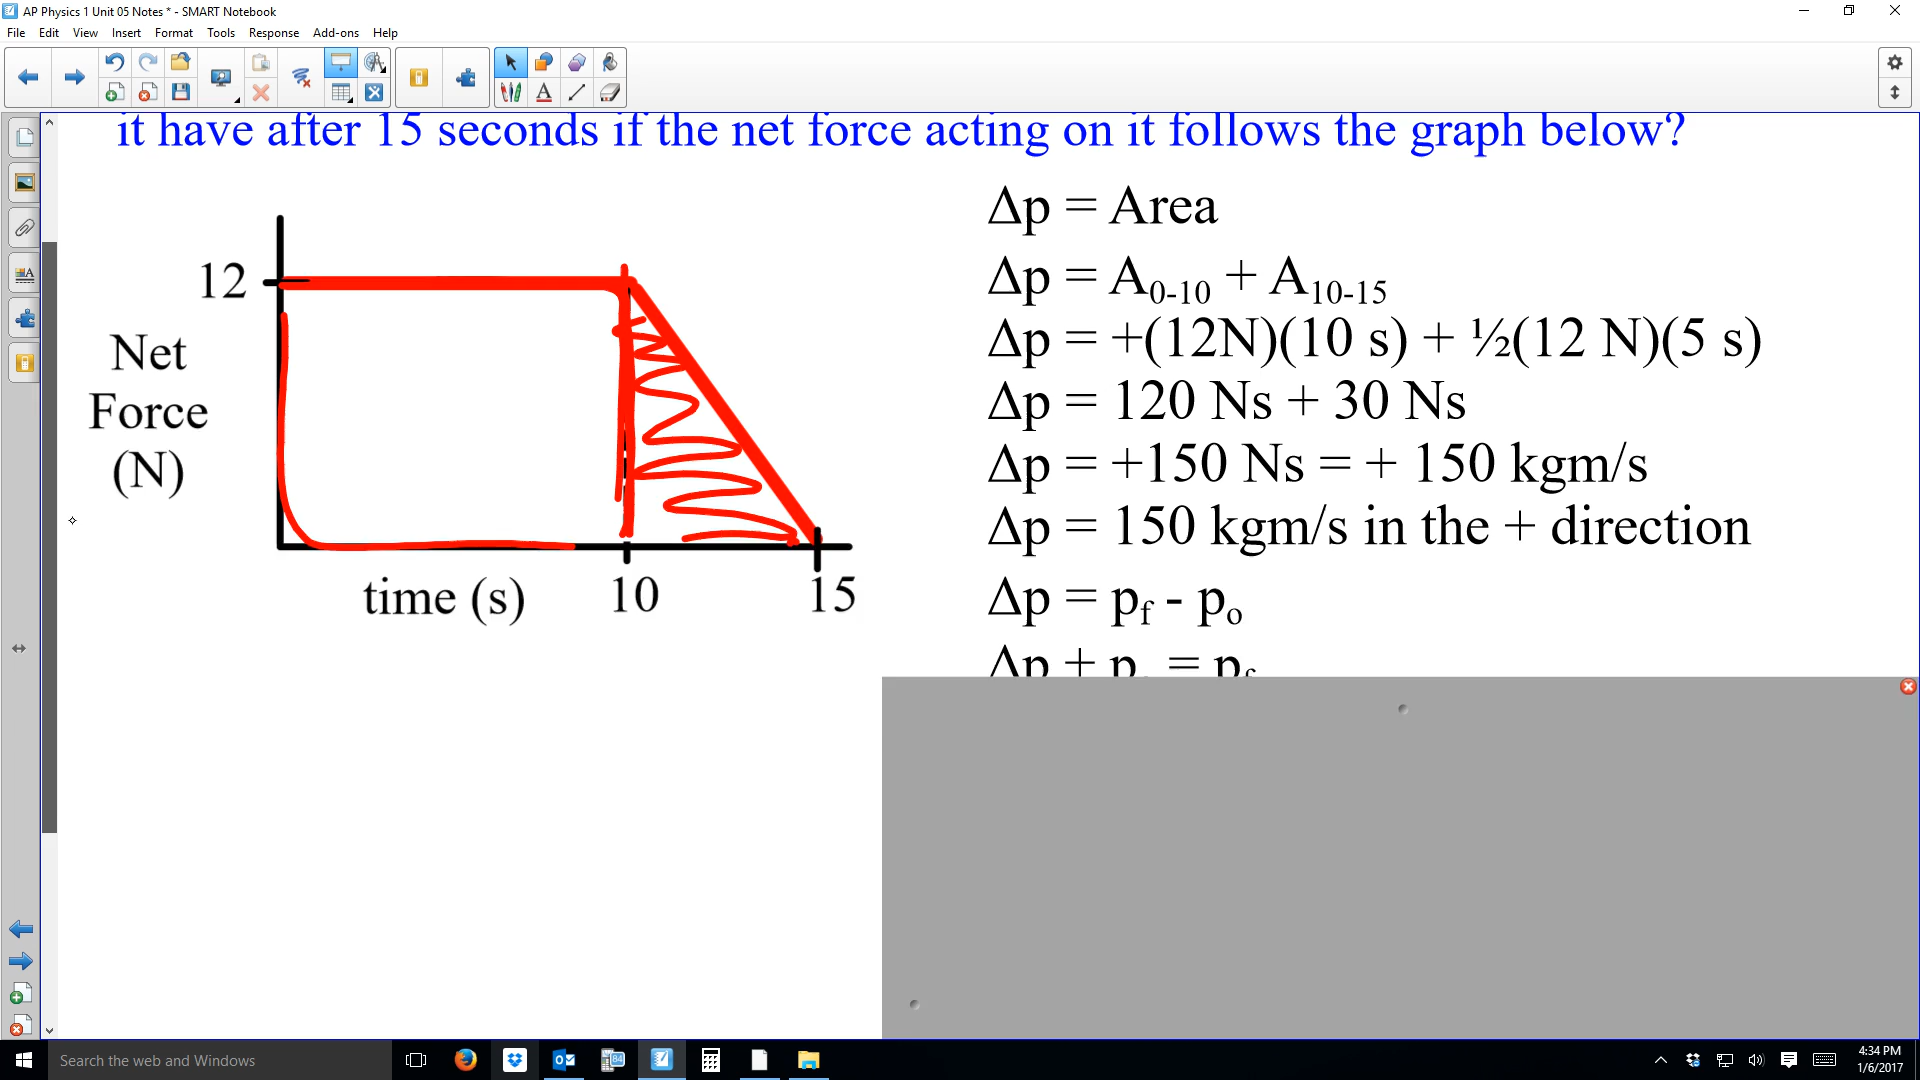 AP Physics 1 Unit 05 Notes * - SMART Notebook
File Edit View Insert Format Tools Response Add-ons Help
it have after 15 seconds if the net force acting on it follows the graph below?
12
Net
Force
(N)
time (s)
10
15
Δp = Area
Δp = A₀₋₁₀ + A₁₀₋₁₅
Δp = +(12N)(10 s) + ½(12 N)(5 s)
Δp = 120 Ns + 30 Ns
Δp = +150 Ns = + 150 kgm/s
Δp = 150 kgm/s in the + direction
Δp = pf - po
Search the web and Windows
4:34 PM
1/6/2017